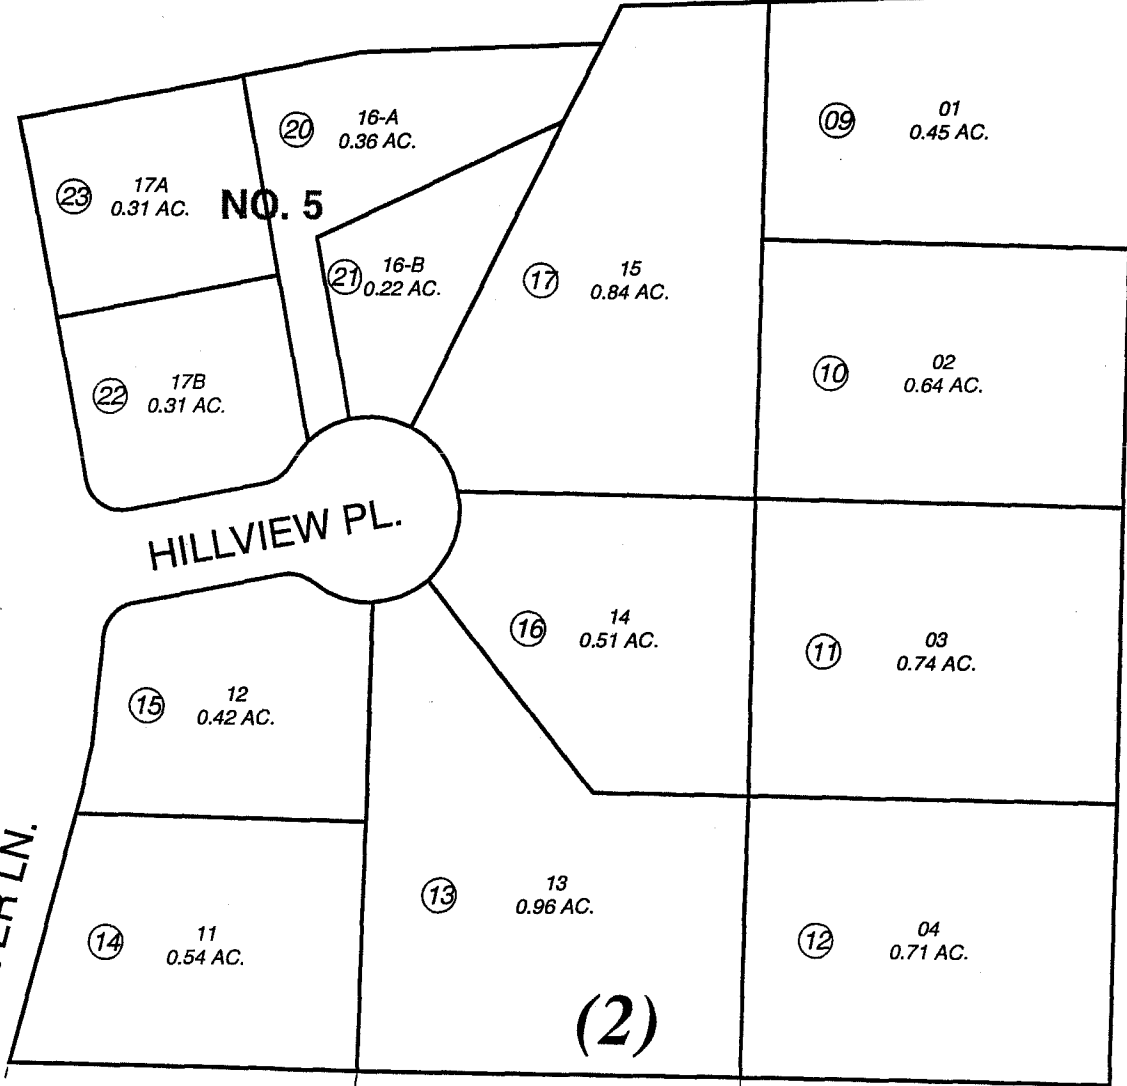 09 01
0.45 AC.
20 16-A
0.36 AC.
23 17A
0.31 AC.
NO. 5
21 16-B
0.22 AC.
17 15
0.84 AC.
10 02
0.64 AC.
22 17B
0.31 AC.
HILLVIEW PL.
16 14
0.51 AC.
11 03
0.74 AC.
15 12
0.42 AC.
LN.
13 13
0.96 AC.
14 11
0.54 AC.
12 04
0.71 AC.
(2)